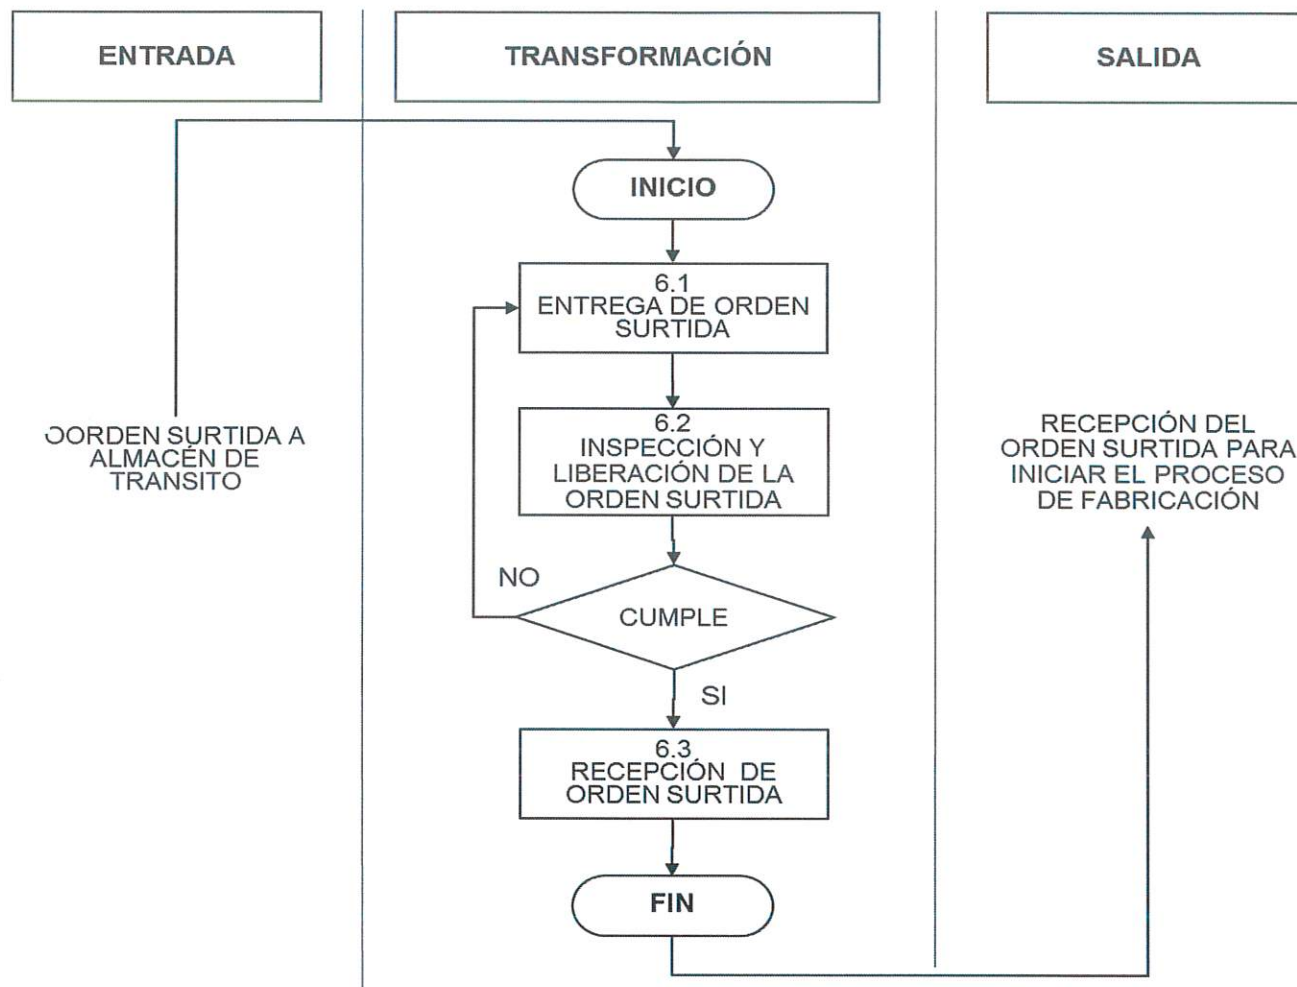 ENTRADA
TRANSFORMACIÓN
SALIDA
INICIO
6.1
ENTREGA DE ORDEN
SURTIDA
OORDEN SURTIDA A
ALMACÉN DE
TRANSITO
6.2
INSPECCIÓN Y
LIBERACIÓN DE LA
ORDEN SURTIDA
RECEPCIÓN DEL
ORDEN SURTIDA PARA
INICIAR EL PROCESO
DE FABRICACIÓN
NO
CUMPLE
SI
6.3
RECEPCIÓN DE
ORDEN SURTIDA
FIN